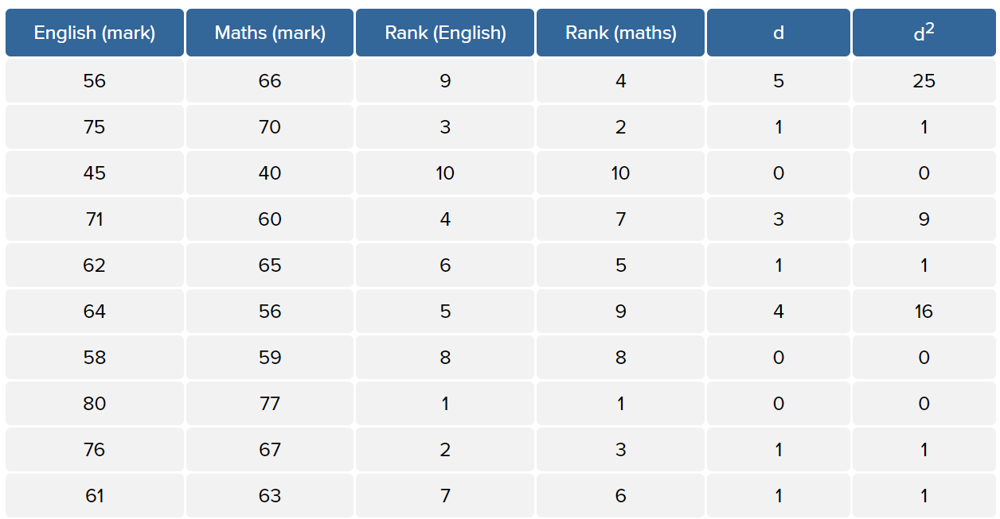 English (mark) Maths (mark) Rank (English) Rank (maths) d d²
56 66 9 4 5 25
75 70 3 2 1 1
45 40 10 10 0 0
71 60 4 7 3 9
62 65 6 5 1 1
64 56 5 9 4 16
58 59 8 8 0 0
80 77 1 1 0 0
76 67 2 3 1 1
61 63 7 6 1 1